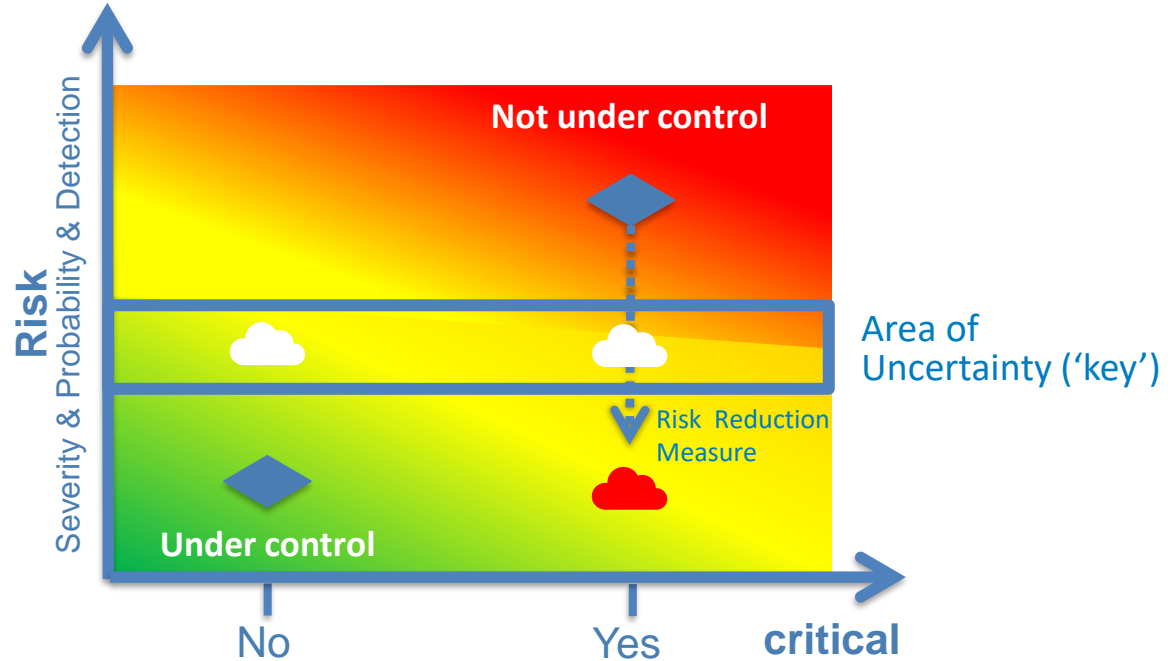 Risk
Severity & Probability & Detection
Not under control
Area of
Uncertainty (‘key’)
Risk Reduction
Measure
Under control
No
Yes
critical